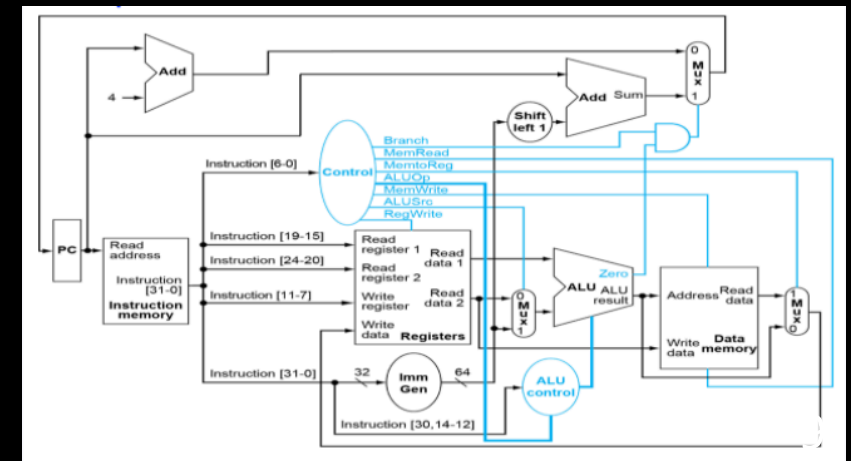 Add
4
0
Mux
1
Add Sum
Shift
left 1
Branch
MemRead
MemtoReg
ALUOp
MemWrite
ALUSrc
RegWrite
Control
Instruction [6-0]
Instruction [19-15]
Instruction [24-20]
Instruction [11-7]
Instruction [31-0]
PC
Read
address
Instruction
[31-0]
Instruction
memory
Read
register 1
Read
data 1
Read
register 2
Write
register
Read
data 2
Write
data
Registers
0
Mux
1
Zero
ALU
ALU
result
Address
Read
data
Write
data
Data
memory
1
Mux
0
32
Imm
Gen
64
ALU
control
Instruction [30,14-12]